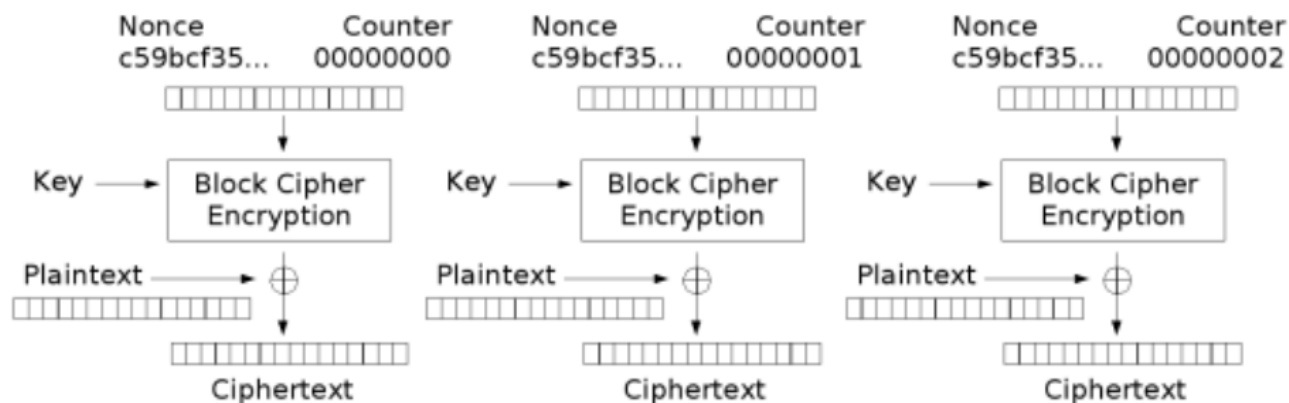 Nonce Counter Nonce Counter Nonce Counter
c59bcf35... 00000000 c59bcf35... 00000001 c59bcf35... 00000002
Key Block Cipher Encryption Key Block Cipher Encryption Key Block Cipher Encryption
Plaintext Plaintext Plaintext
Ciphertext Ciphertext Ciphertext